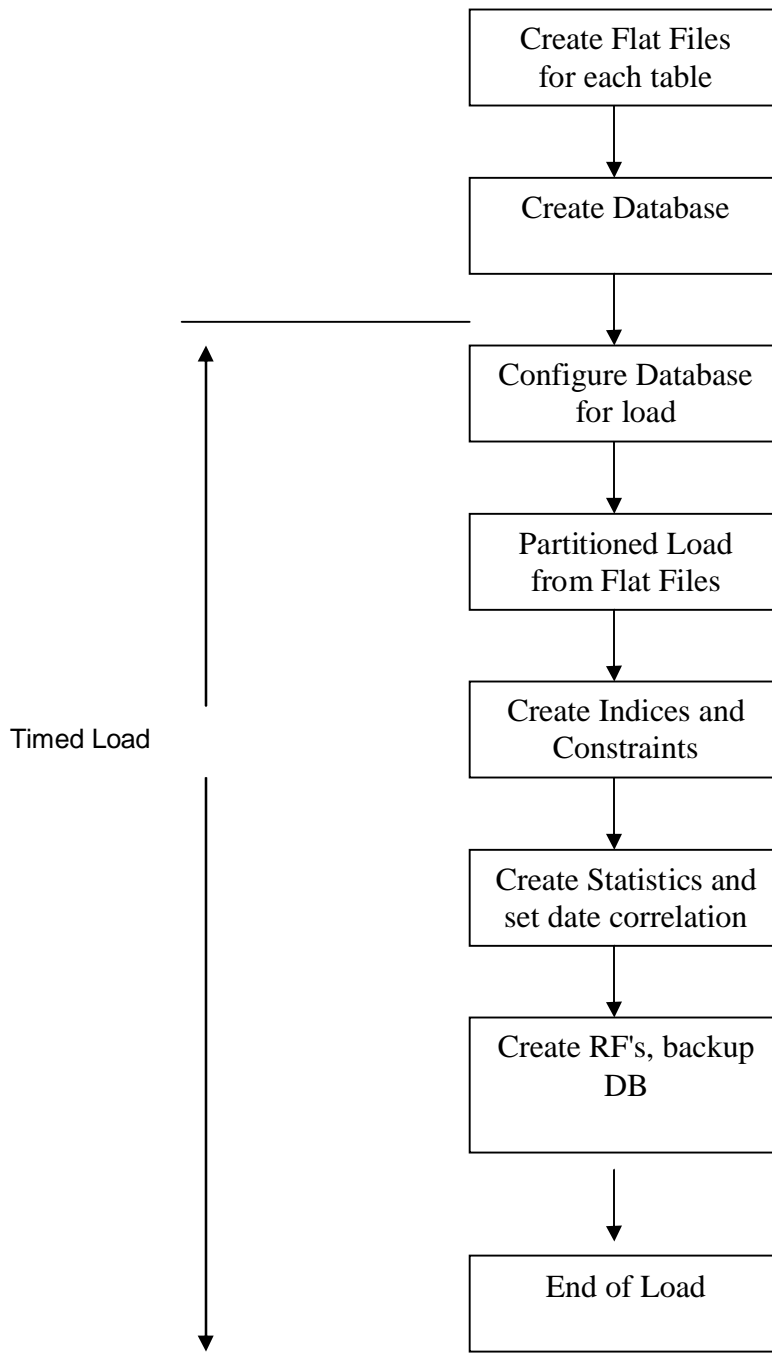 Create Flat Files
for each table
Create Database
Configure Database
for load
Partitioned Load
from Flat Files
Timed Load
Create Indices and
Constraints
Create Statistics and
set date correlation
Create RF's, backup
DB
End of Load